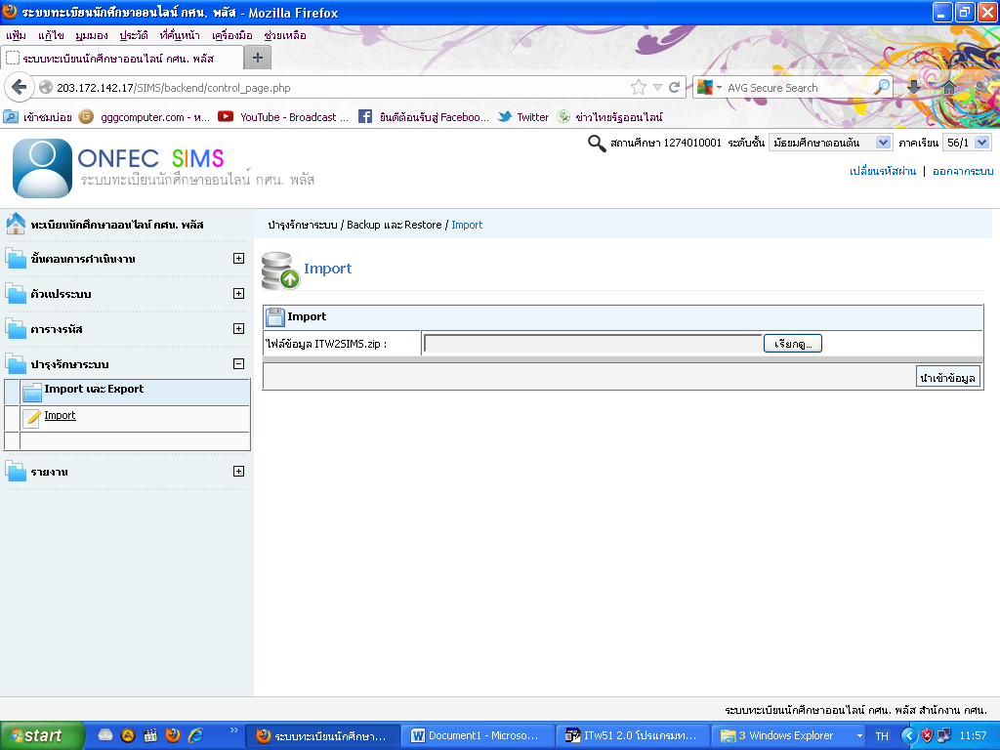 ระบบทะเบียนนักศึกษาออนไลน์ กศน. พลัส - Mozilla Firefox
แฟ้ม แก้ไข มุมมอง ประวัติ ที่คั่นหน้า เครื่องมือ ช่วยเหลือ
ระบบทะเบียนนักศึกษาออนไลน์ กศน. พลัส
203.172.142.17/SIMS/backend/control_page.php AVG Secure Search
เข้าชมบ่อย gggcomputer.com - ห... YouTube - Broadcast ... ยินดีต้อนรับสู่ Faceboo... Twitter ข่าวไทยรัฐออนไลน์
ONFEC SIMS
ระบบทะเบียนนักศึกษาออนไลน์ กศน. พลัส
สถานศึกษา 1274010001 ระดับชั้น มัธยมศึกษาตอนต้น ภาคเรียน 56/1
เปลี่ยนรหัสผ่าน | ออกจากระบบ
ทะเบียนนักศึกษาออนไลน์ กศน. พลัส
ขั้นตอนการดำเนินงาน
ตัวแปรระบบ
ตารางรหัส
บำรุงรักษาระบบ
Import และ Export
Import
รายงาน
บำรุงรักษาระบบ / Backup และ Restore / Import
Import
Import
ไฟล์ข้อมูล ITW2SIMS.zip :
เรียกดู...
นำเข้าข้อมูล
ระบบทะเบียนนักศึกษาออนไลน์ กศน. พลัส สำนักงาน กศน.
start
ระบบทะเบียนนักศึกษา... Document1 - Microso... ITw51 2.0 โปรแกรมท... 3 Windows Explorer TH 11:57